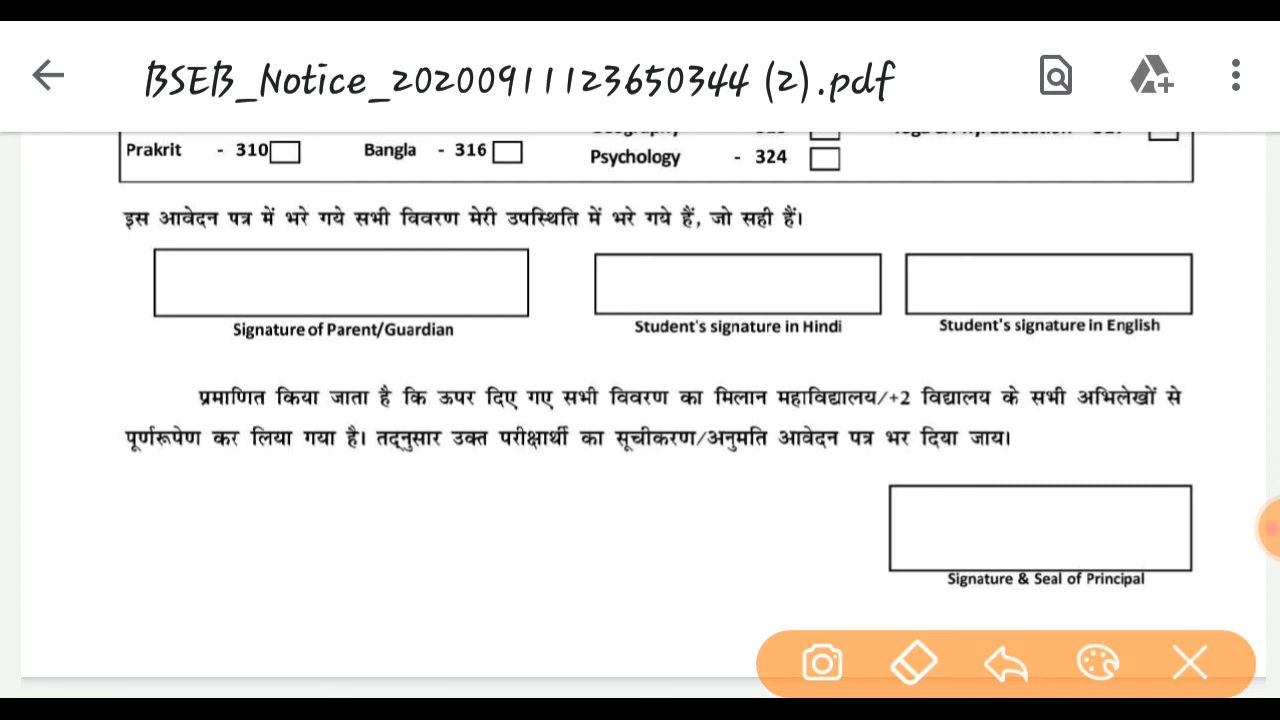 BSEB_Notice_20200911123650344 (2).pdf
Prakrit - 310 Bangla - 316 Psychology - 324
इस आवेदन पत्र में भरे गये सभी विवरण मेरी उपस्थिति में भरे गये हैं, जो सही हैं।
Signature of Parent/Guardian Student's signature in Hindi Student's signature in English
प्रमाणित किया जाता है कि ऊपर दिए गए सभी विवरण का मिलान महाविद्यालय/+2 विद्यालय के सभी अभिलेखों से
पूर्णरूपेण कर लिया गया है। तद्नुसार उक्त परीक्षार्थी का सूचीकरण/अनुमति आवेदन पत्र भर दिया जाय।
Signature & Seal of Principal